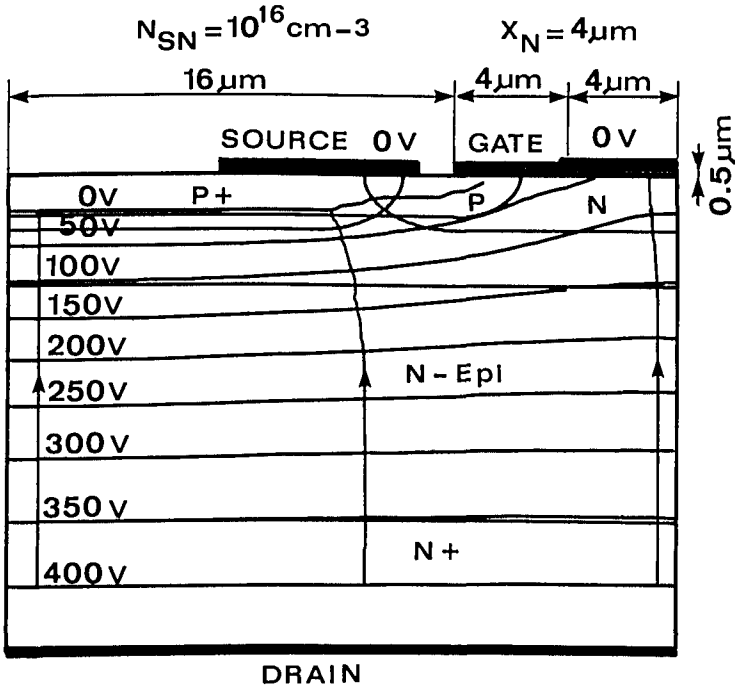 N_SN = 10^16 cm-3
X_N = 4µm
16µm
4µm
4µm
SOURCE 0V
GATE
0V
0.5µm
0V
P+
P
N
50V
100V
150V
200V
N-Epi
250V
300V
350V
N+
400V
DRAIN